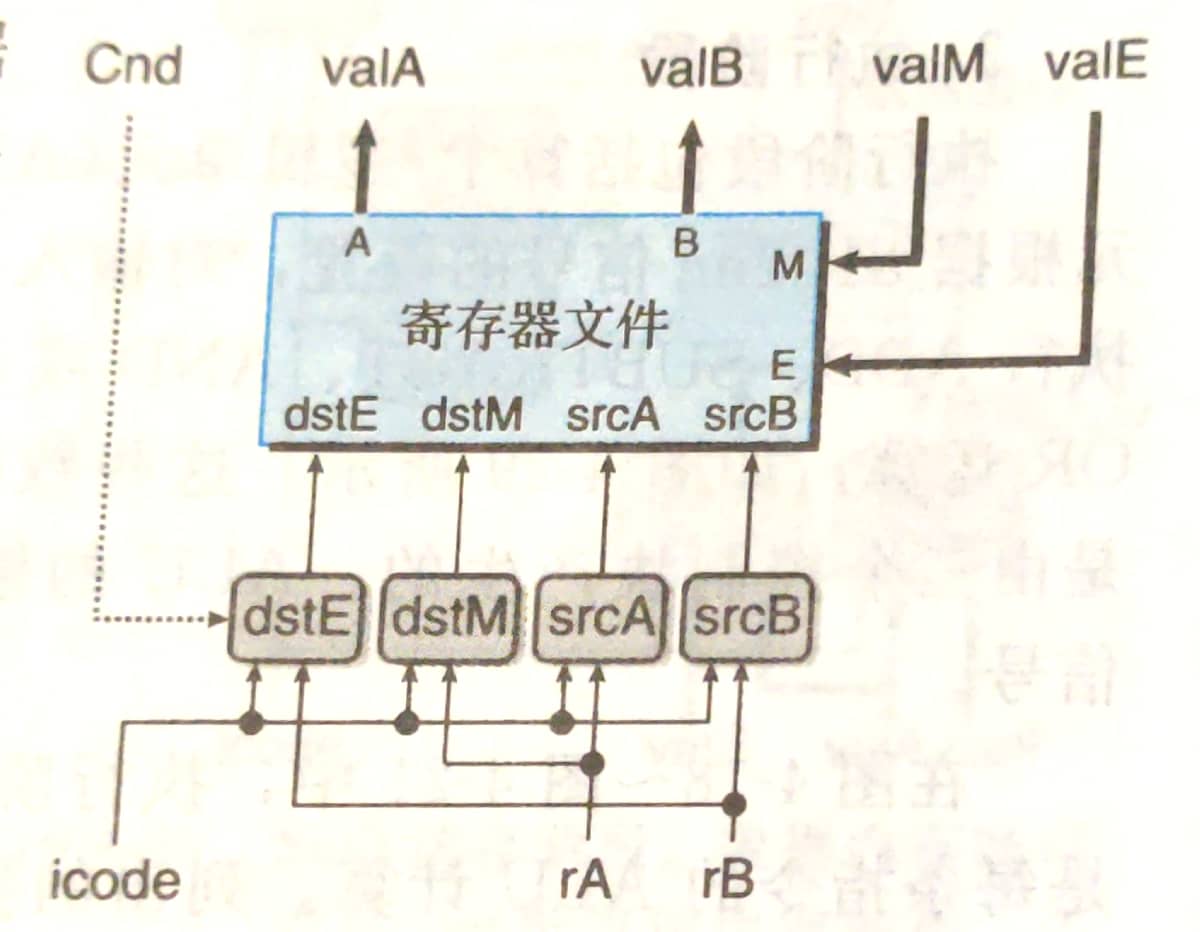 Cnd valA valB valM valE
A B M
寄存器文件
E
dstE dstM srcA srcB
dstE dstM srcA srcB
icode rA rB